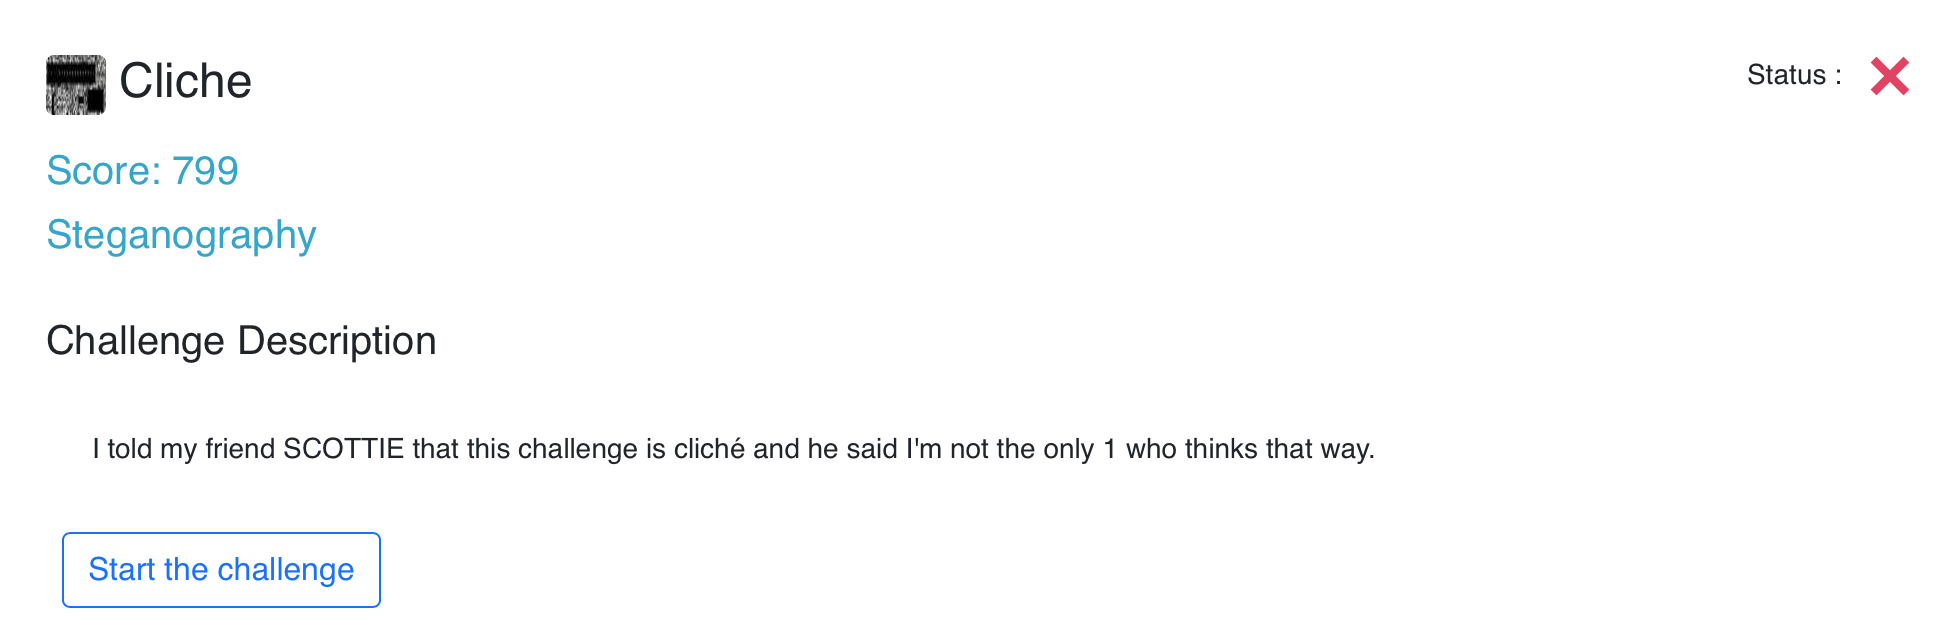 Cliche
Status :
Score: 799
Steganography
Challenge Description
I told my friend SCOTTIE that this challenge is cliché and he said I'm not the only 1 who thinks that way.
Start the challenge